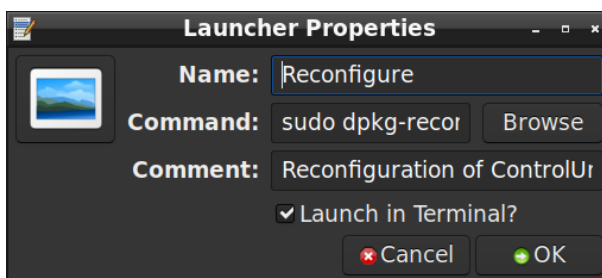 Launcher Properties
Name: Reconfigure
Command: sudo dpkg-recor Browse
Comment: Reconfiguration of ControlUr
Launch in Terminal?
Cancel OK